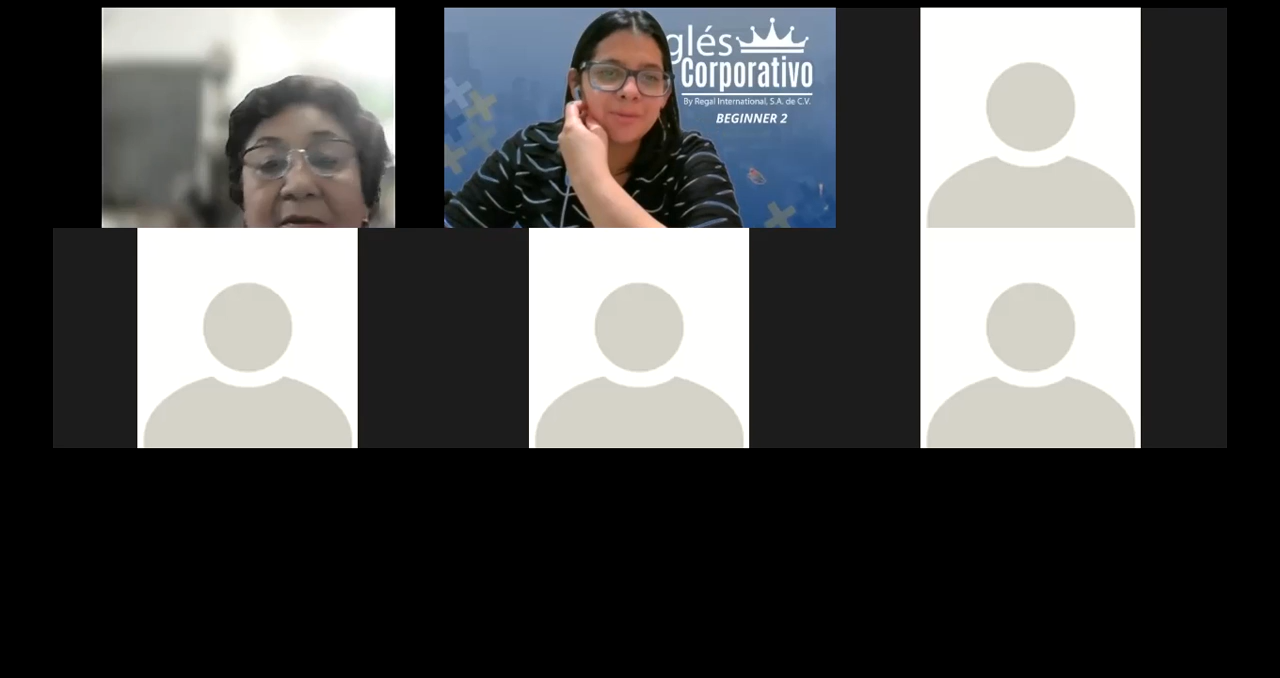 glés
Corporativo
By Regal International, S.A. de C.V.
BEGINNER 2